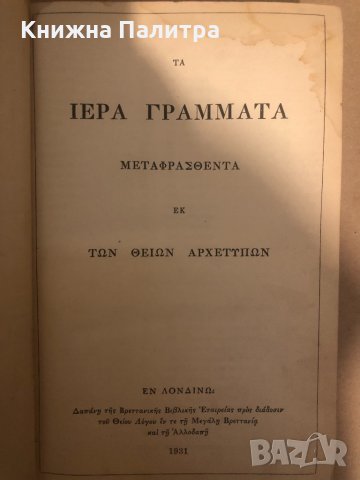 Книжна Палитра
ΤΑ
ΙΕΡΑ ΓΡΑΜΜΑΤΑ
ΜΕΤΑΦΡΑΣΘΕΝΤΑ
ΕΚ
ΤΩΝ ΘΕΙΩΝ ΑΡΧΕΤΥΠΩΝ
ΕΝ ΛΟΝΔΙΝΩ:
Δαπάνῃ τῆς Βρεττανικῆς Βιβλικῆς Ἑταιρείας πρὸς διάδοσιν
τοῦ Θείου Λόγου ἔν τε τῇ Μεγάλῃ Βρεττανίᾳ
καὶ τῇ Ἀλλοδαπῇ
1931
BAZAR